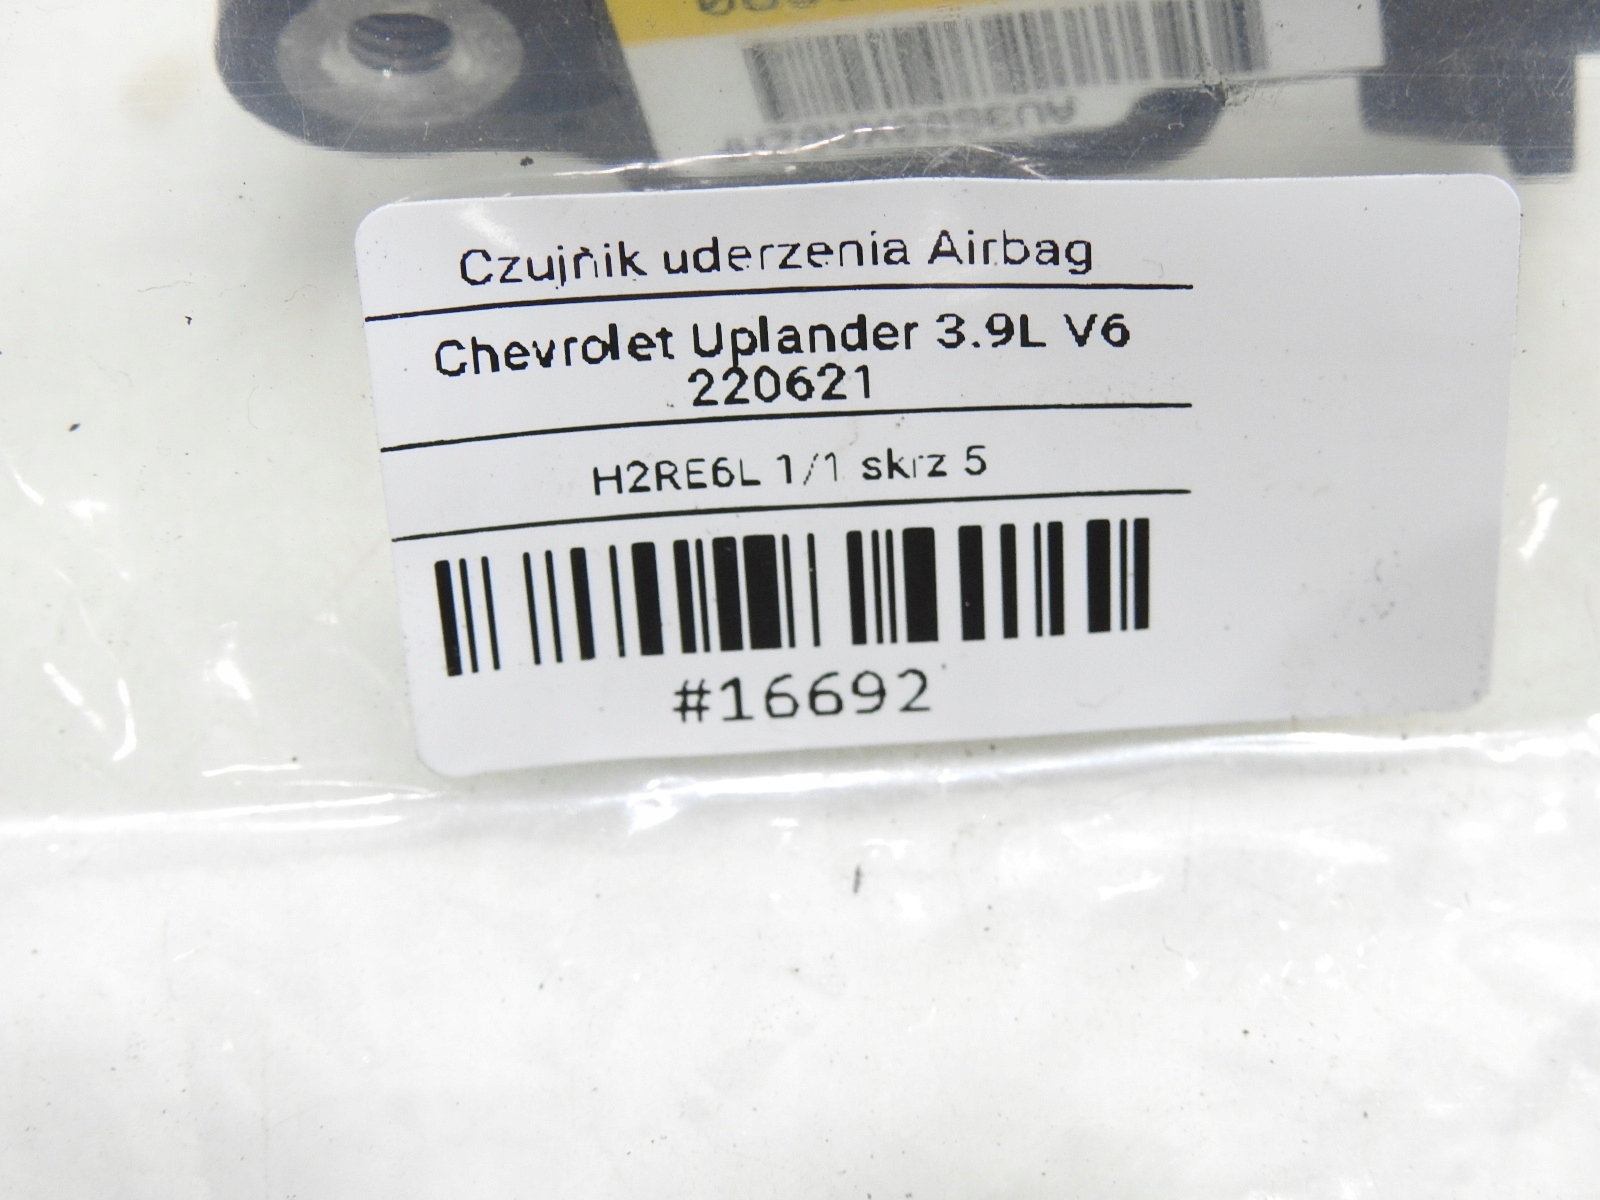 Czujnik uderzenia Airbag
Chevrolet Uplander 3.9L V6
220621
H2RE6L 1/1 skrz 5
#16692